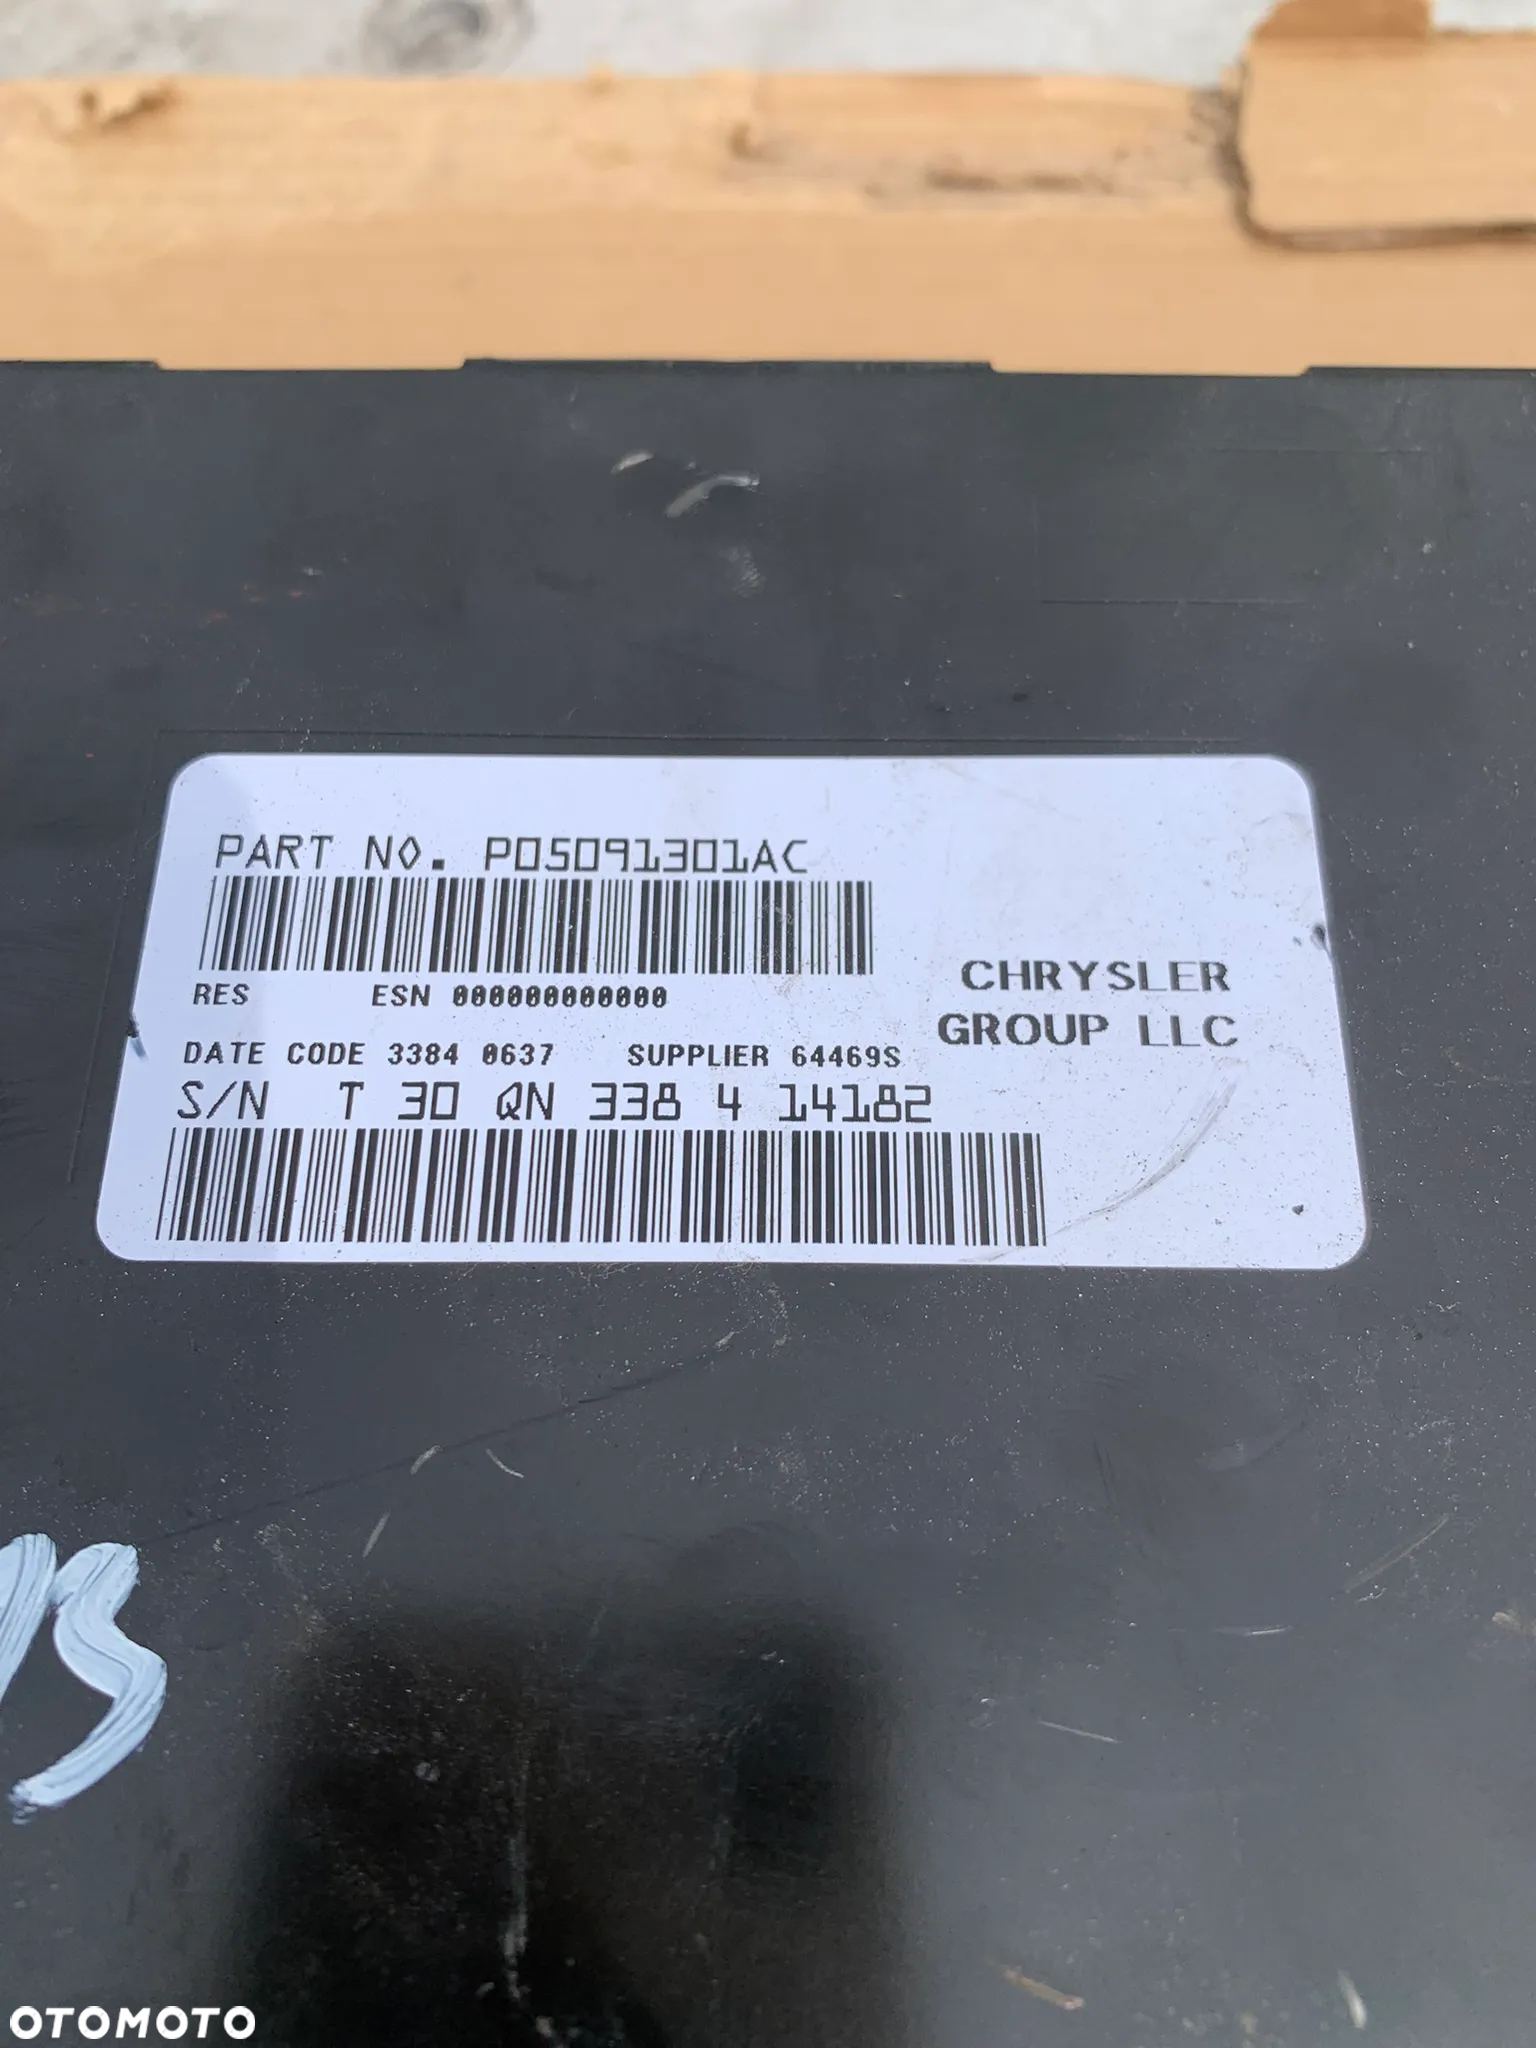 PART NO. P05091301AC
RES ESN 000000000000
CHRYSLER
GROUP LLC
DATE CODE 3384 0637 SUPPLIER 64469S
S/N T 30 QN 338 4 14182
OTOMOTO